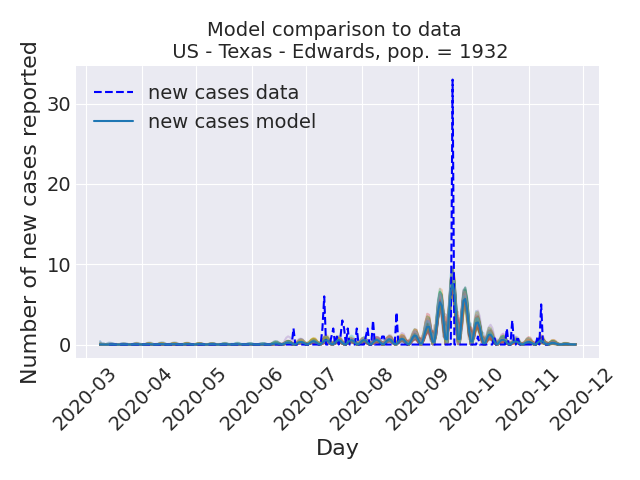 Model comparison to data
US - Texas - Edwards, pop. = 1932
Number of new cases reported
new cases data
new cases model
30
20
10
0
2020-03
2020-04
2020-05
2020-06
2020-07
2020-08
2020-09
2020-10
2020-11
2020-12
Day